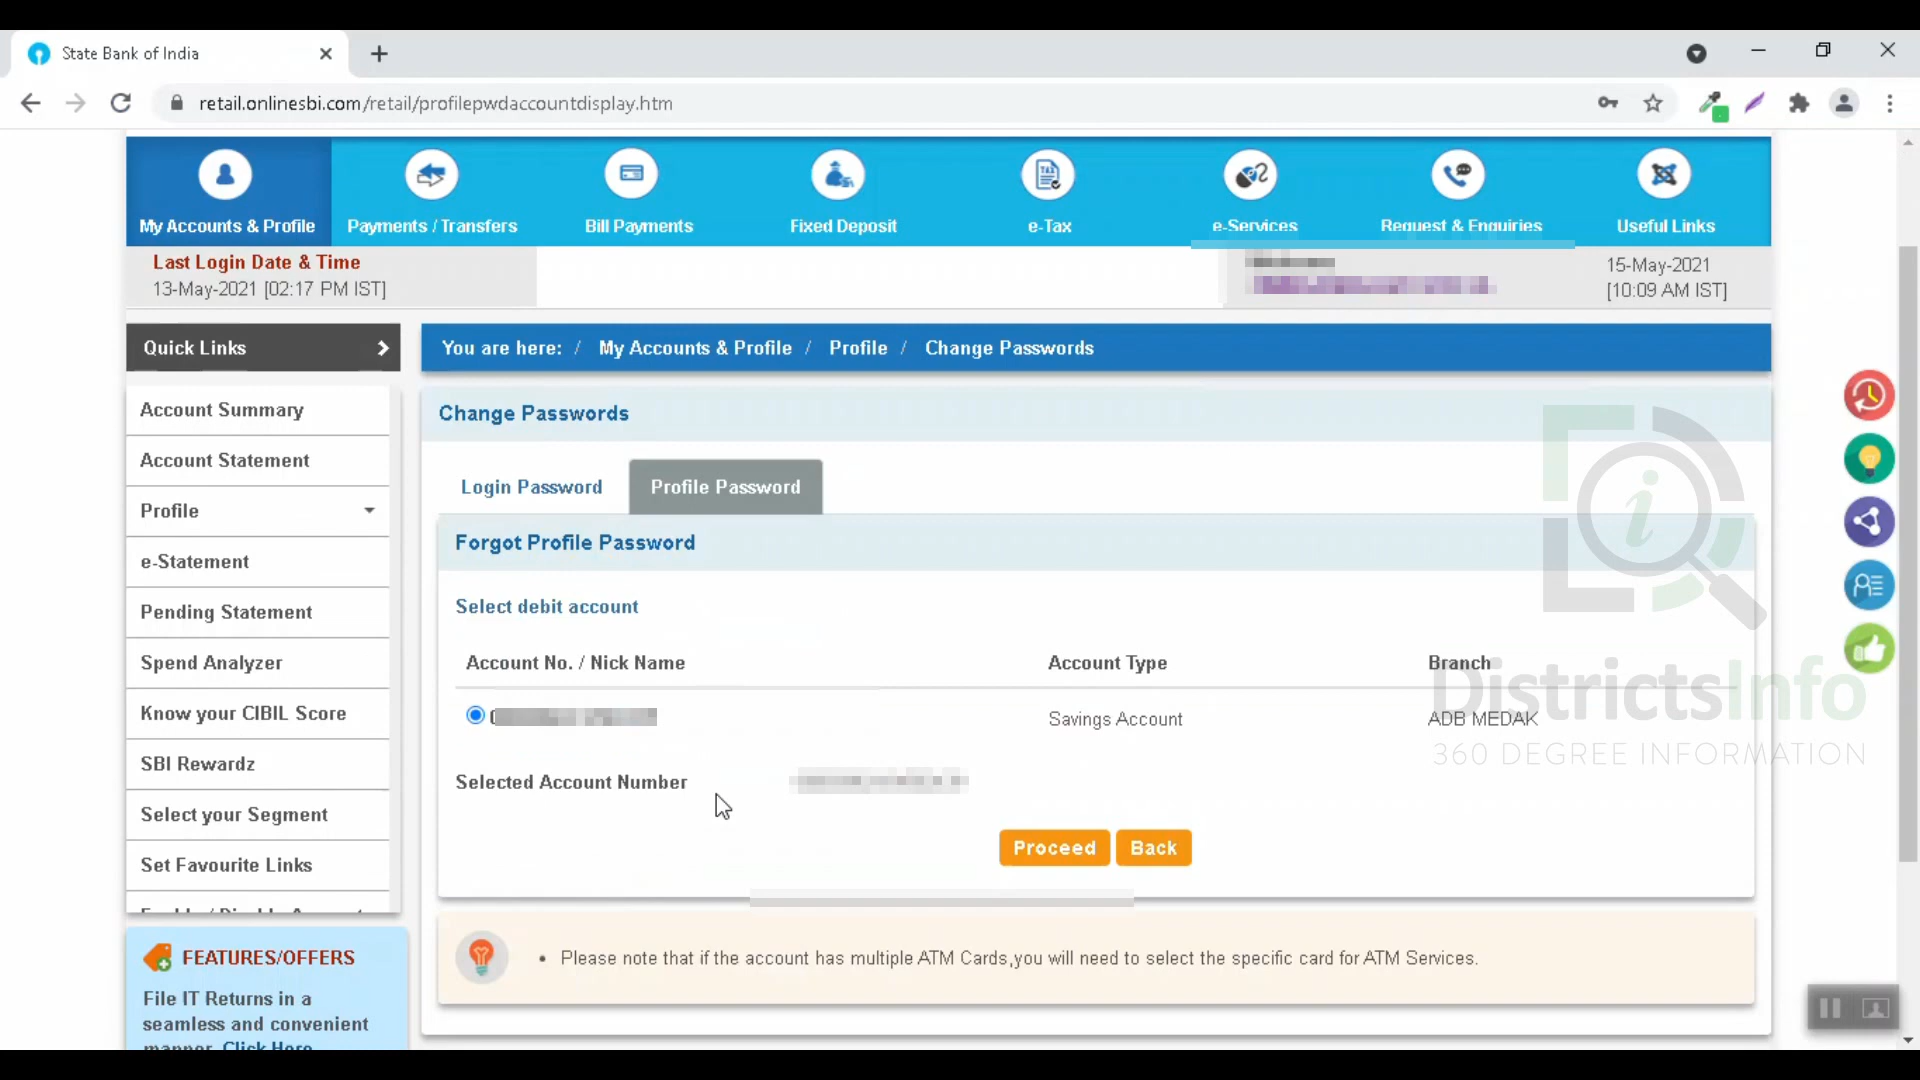 State Bank of India
retail.onlinesbi.com/retail/profilepwdaccountdisplay.htm
My Accounts & Profile
Payments / Transfers
Bill Payments
Fixed Deposit
e-Tax
e-Services
Request & Enquiries
Useful Links
Last Login Date & Time
13-May-2021 [02:17 PM IST]
15-May-2021
[10:09 AM IST]
Quick Links
You are here: / My Accounts & Profile / Profile / Change Passwords
Account Summary
Account Statement
Profile
e-Statement
Pending Statement
Spend Analyzer
Know your CIBIL Score
SBI Rewardz
Select your Segment
Set Favourite Links
Change Passwords
Login Password
Profile Password
Forgot Profile Password
Select debit account
Account No. / Nick Name
Account Type
Branch
Savings Account
ADB MEDAK
DistrictsInfo
360 DEGREE INFORMATION
Selected Account Number
Proceed
Back
Please note that if the account has multiple ATM Cards,you will need to select the specific card for ATM Services.
FEATURES/OFFERS
File IT Returns in a
seamless and convenient
manner. Click Here